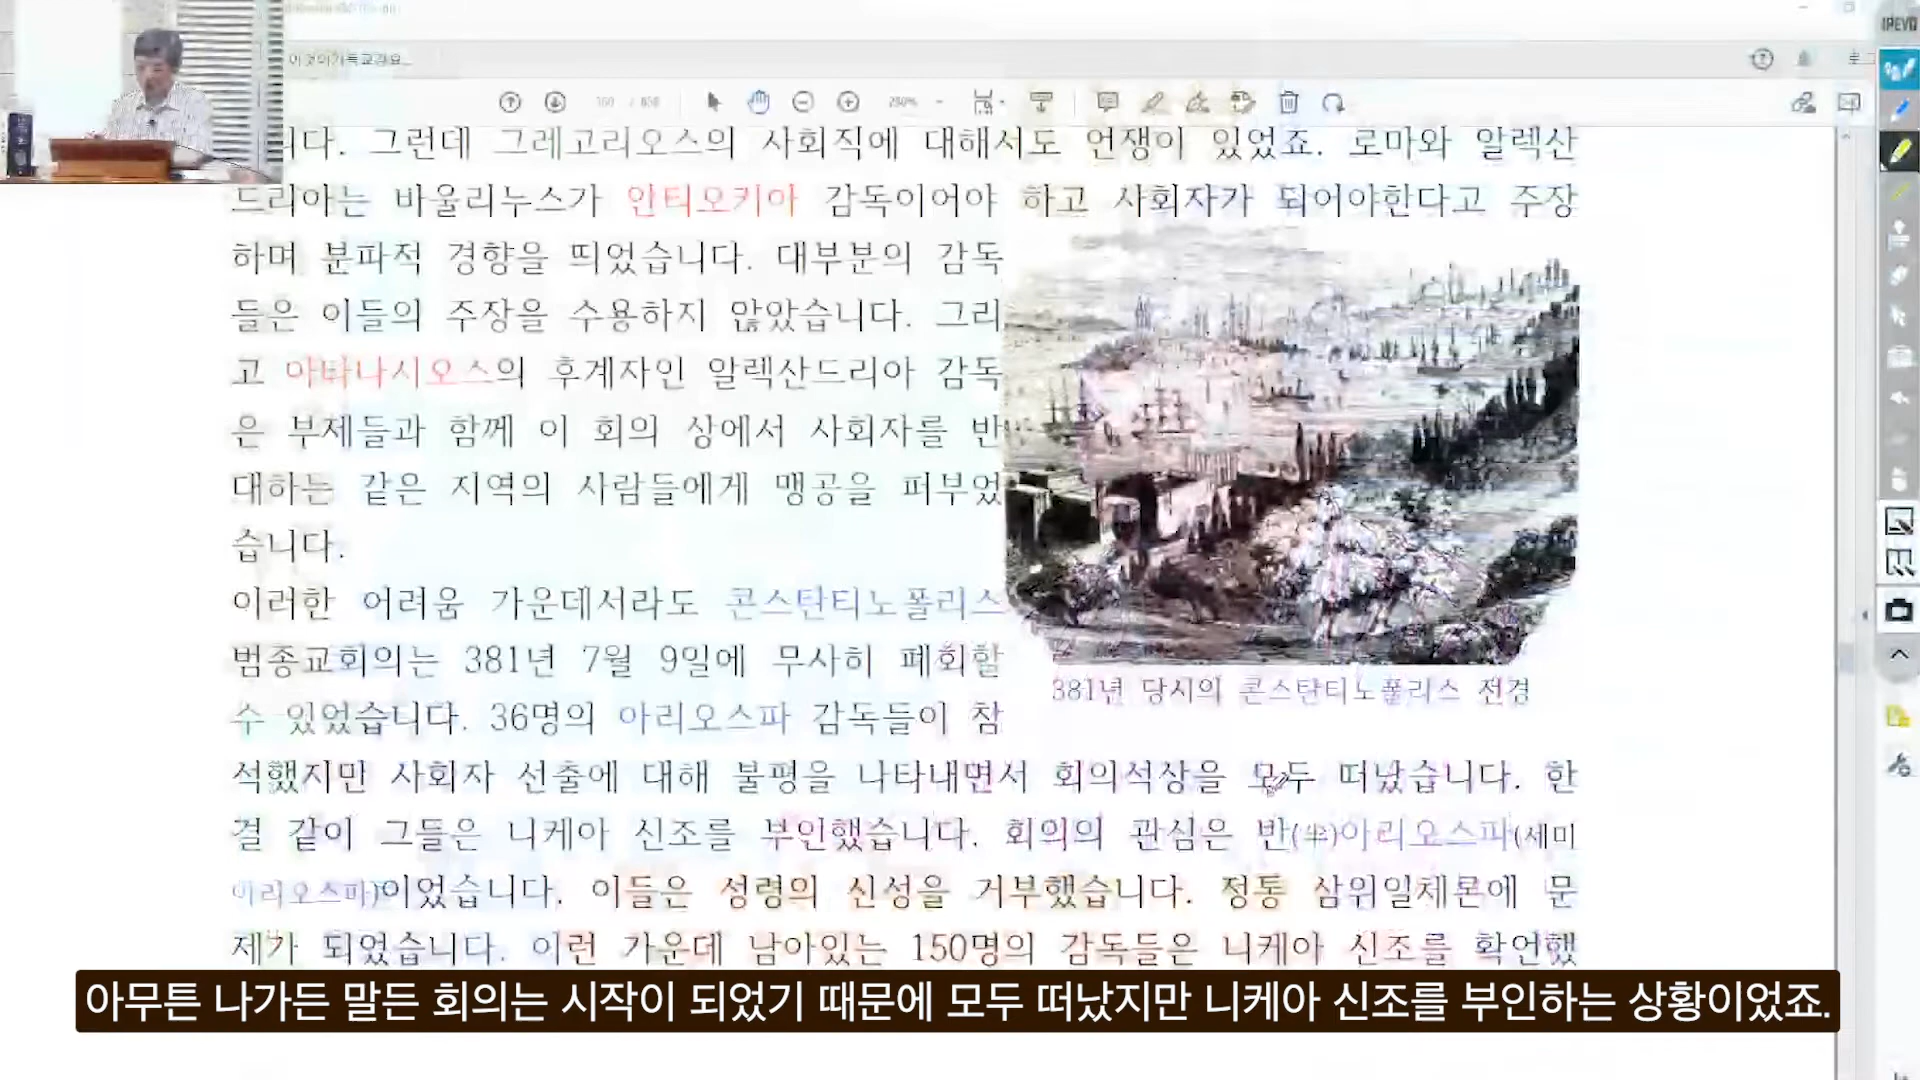 이것이기독교강요...
IPEVO
니다. 그런데 그레고리오스의 사회직에 대해서도 언쟁이 있었죠. 로마와 알렉산
드리아는 바울리누스가 안티오키아 감독이어야 하고 사회자가 되어야한다고 주장
하며 분파적 경향을 띄었습니다. 대부분의 감독
들은 이들의 주장을 수용하지 않았습니다. 그리
고 아타나시오스의 후계자인 알렉산드리아 감독
은 부제들과 함께 이 회의 상에서 사회자를 반
대하는 같은 지역의 사람들에게 맹공을 퍼부었
습니다.
이러한 어려움 가운데서라도 콘스탄티노폴리스
범종교회의는 381년 7월 9일에 무사히 폐회할
수 있었습니다. 36명의 아리오스파 감독들이 참
381년 당시의 콘스탄티노폴리스 전경
석했지만 사회자 선출에 대해 불평을 나타내면서 회의석상을 모두 떠났습니다. 한
결 같이 그들은 니케아 신조를 부인했습니다. 회의의 관심은 반(半)아리오스파(세미
아리오스파)이었습니다. 이들은 성령의 신성을 거부했습니다. 정통 삼위일체론에 문
제가 되었습니다. 이런 가운데 남아있는 150명의 감독들은 니케아 신조를 확언했
아무튼 나가든 말든 회의는 시작이 되었기 때문에 모두 떠났지만 니케아 신조를 부인하는 상황이었죠.